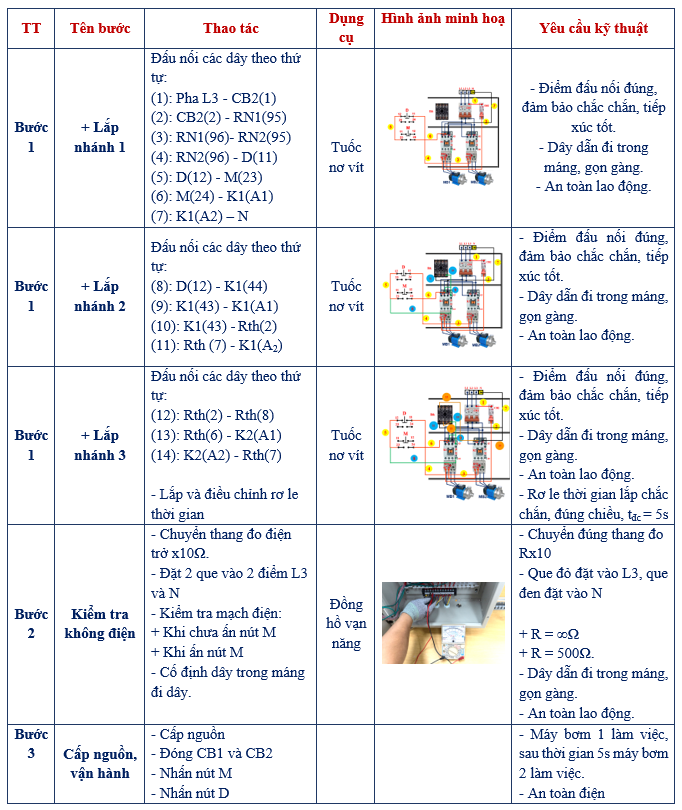 TT
Tên bước
Thao tác
Dụng
cụ
Hình ảnh minh hoạ
Yêu cầu kỹ thuật
Bước
1
+ Lắp
nhánh 1
Đấu nối các dây theo thứ
tự:
(1): Pha L3 - CB2(1)
(2): CB2(2) - RN1(95)
(3): RN1(96)- RN2(95)
(4): RN2(96) - D(11)
(5): D(12) - M(23)
(6): M(24) - K1(A1)
(7): K1(A2) – N
Tuốc
nơ vít
- Điểm đấu nối đúng,
đảm bảo chắc chắn, tiếp
xúc tốt.
- Dây dẫn đi trong
máng, gọn gàng.
- An toàn lao động.
Bước
1
+ Lắp
nhánh 2
Đấu nối các dây theo thứ
tự:
(8): D(12) - K1(44)
(9): K1(43) - K1(A1)
(10): K1(43) - Rth(2)
(11): Rth (7) - K1(A₂)
Tuốc
nơ vít
- Điểm đấu nối đúng,
đảm bảo chắc chắn, tiếp
xúc tốt.
- Dây dẫn đi trong máng,
gọn gàng.
- An toàn lao động.
Bước
1
+ Lắp
nhánh 3
Đấu nối các dây theo thứ
tự:
(12): Rth(2) - Rth(8)
(13): Rth(6) - K2(A1)
(14): K2(A2) - Rth(7)
- Lắp và điều chỉnh rơ le
thời gian
Tuốc
nơ vít
- Điểm đấu nối đúng,
đảm bảo chắc chắn, tiếp
xúc tốt.
- Dây dẫn đi trong máng,
gọn gàng.
- An toàn lao động.
- Rơ le thời gian lắp chắc
chắn, đúng chiều, tđc = 5s
Bước
2
Kiểm tra
không điện
- Chuyển thang đo điện
trở x10Ω.
- Đặt 2 que vào 2 điểm L3
và N
- Kiểm tra mạch điện:
+ Khi chưa ấn nút M
+ Khi ấn nút M
- Cố định dây trong máng
đi dây.
Đồng
hồ vạn
năng
- Chuyển đúng thang đo
Rx10
- Que đỏ đặt vào L3, que
đen đặt vào N
+ R = ∞Ω
+ R = 500Ω.
- Dây dẫn đi trong máng,
gọn gàng.
- An toàn lao động.
Bước
3
Cấp nguồn,
vận hành
- Cấp nguồn
- Đóng CB1 và CB2
- Nhấn nút M
- Nhấn nút D
- Máy bơm 1 làm việc,
sau thời gian 5s máy bơm
2 làm việc.
- An toàn điện